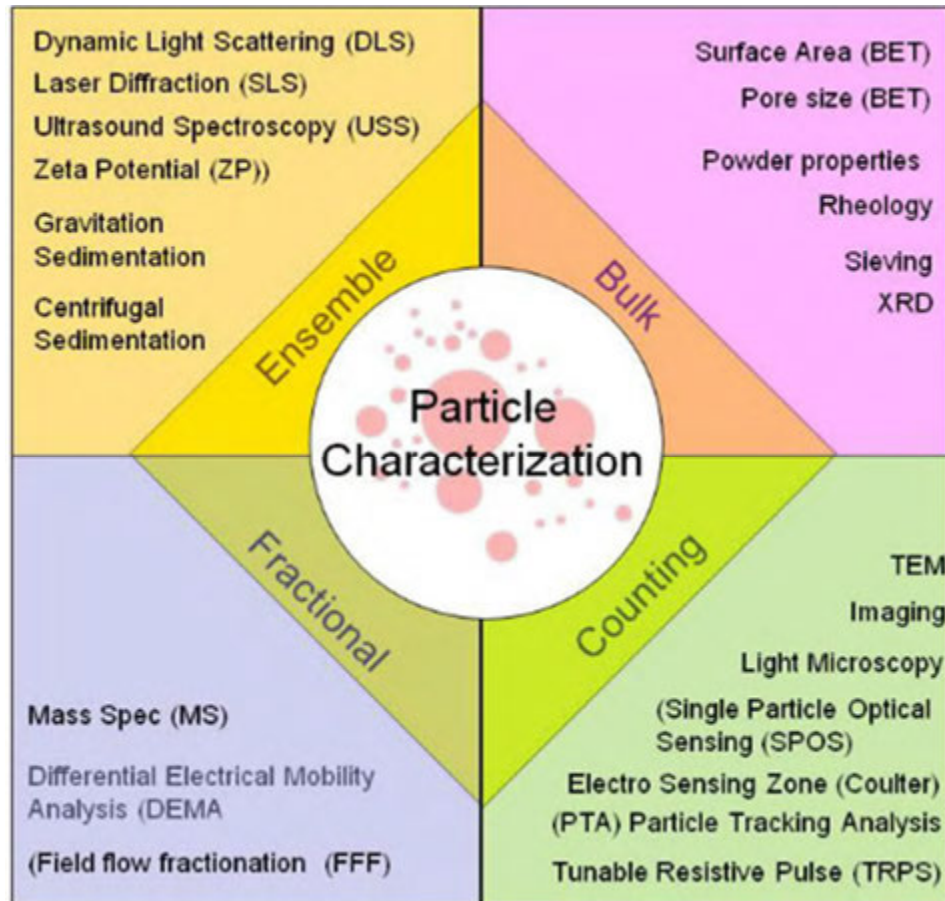 Dynamic Light Scattering (DLS)
Laser Diffraction (SLS)
Ultrasound Spectroscopy (USS)
Zeta Potential (ZP))
Gravitation
Sedimentation
Centrifugal
Sedimentation
Ensemble
Surface Area (BET)
Pore size (BET)
Powder properties
Rheology
Sieving
XRD
Bulk
Particle
Characterization
Fractional
Mass Spec (MS)
Differential Electrical Mobility
Analysis (DEMA
(Field flow fractionation (FFF)
Counting
TEM
Imaging
Light Microscopy
(Single Particle Optical
Sensing (SPOS)
Electro Sensing Zone (Coulter)
(PTA) Particle Tracking Analysis
Tunable Resistive Pulse (TRPS)